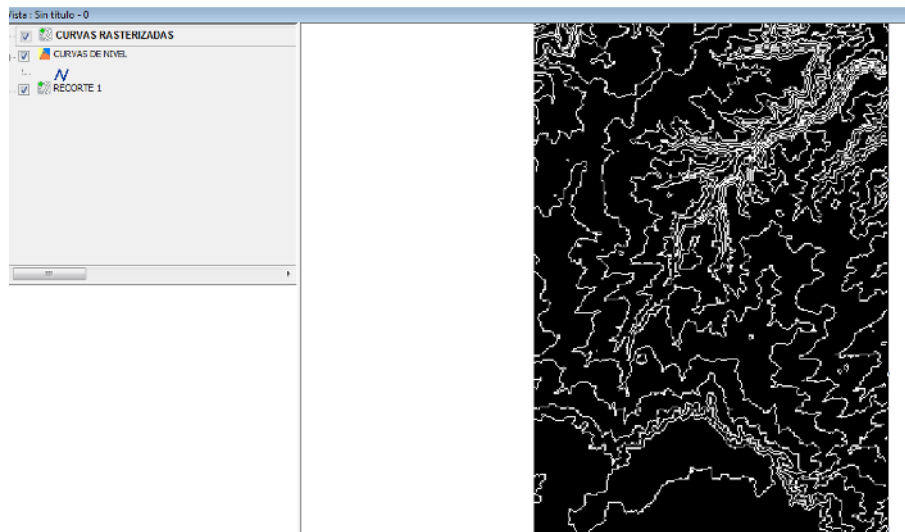 Vista : Sin título - 0
CURVAS RASTERIZADAS
CURVAS DE NIVEL
RECORTE 1